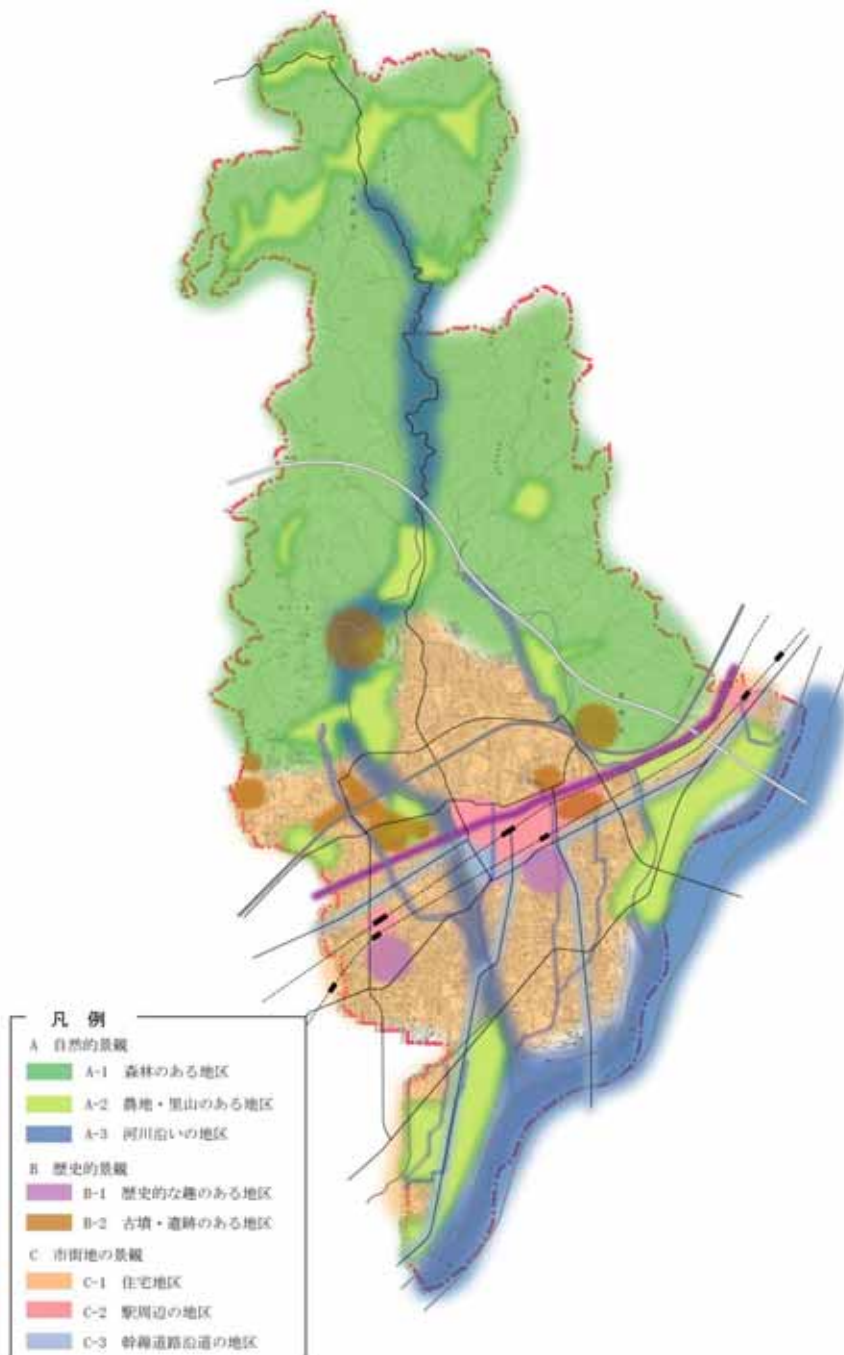 凡 例
A 自然的景観
A-1 森林のある地区
A-2 農地・里山のある地区
A-3 河川沿いの地区
B 歴史的景観
B-1 歴史的な趣のある地区
B-2 古墳・遺跡のある地区
C 市街地の景観
C-1 住宅地区
C-2 駅周辺の地区
C-3 幹線道路沿道の地区